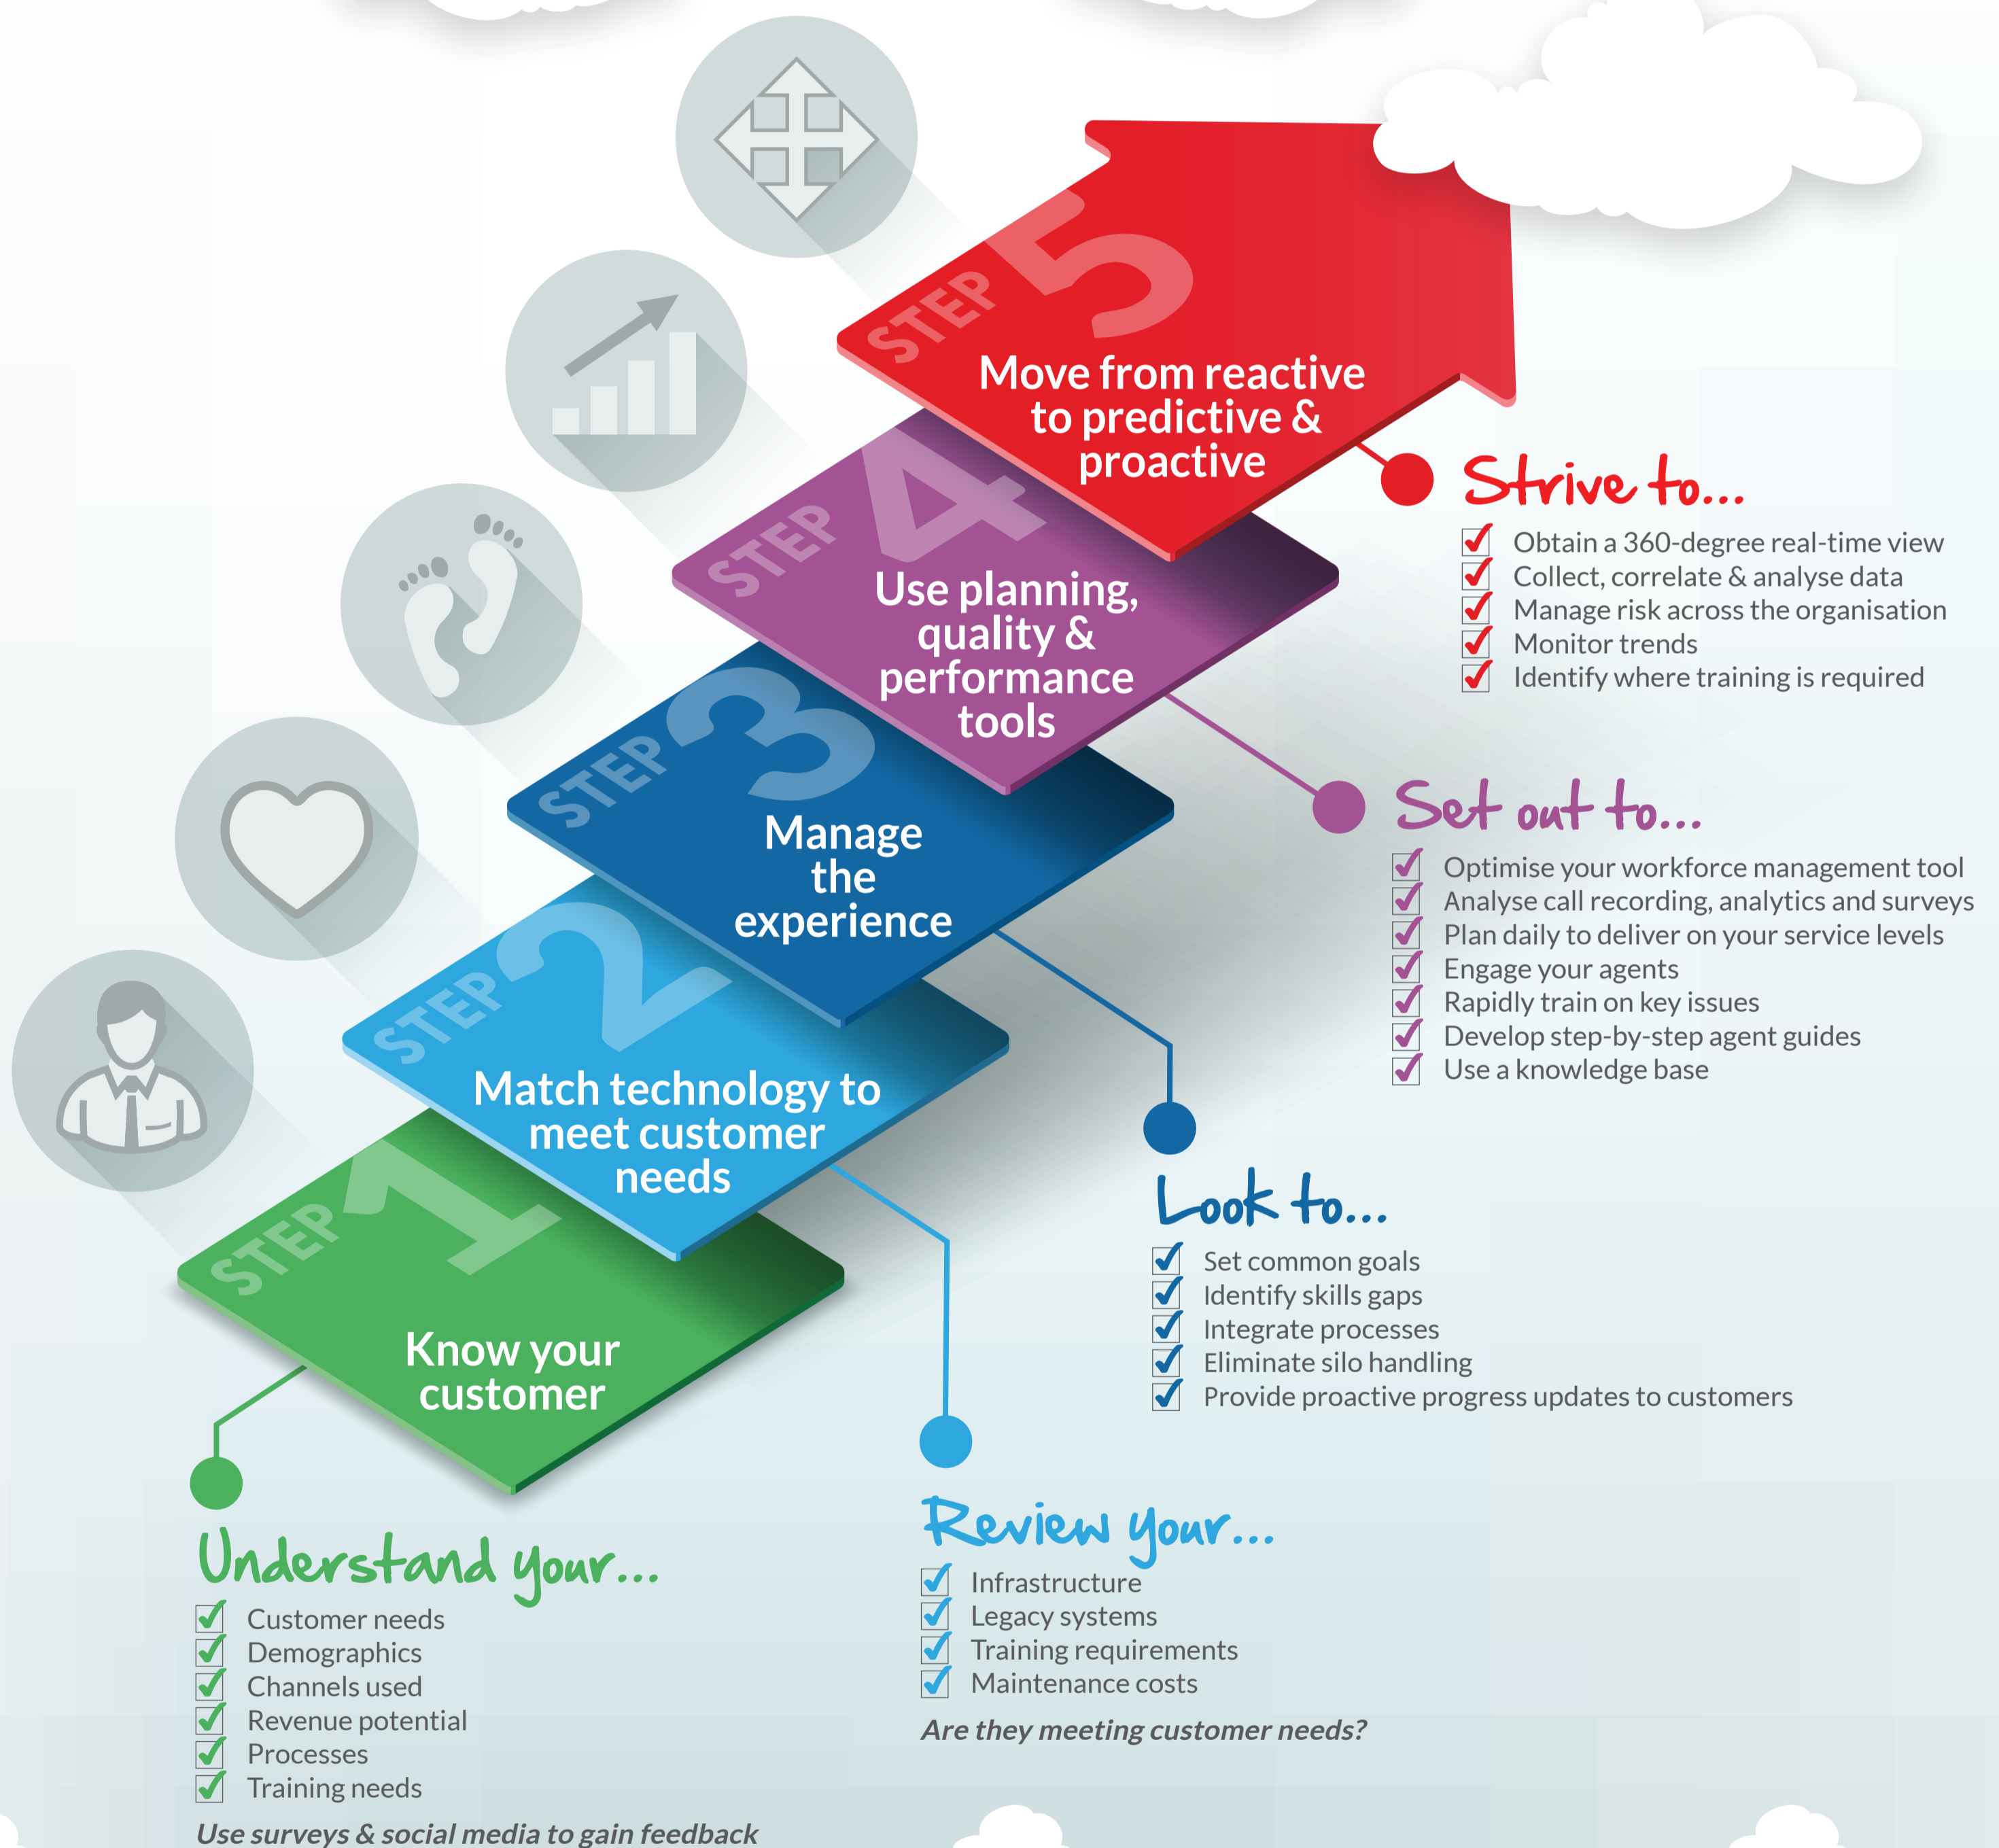 STEP 5
Move from reactive
to predictive &
proactive
Strive to...
Obtain a 360-degree real-time view
Collect, correlate & analyse data
Manage risk across the organisation
Monitor trends
Identify where training is required
STEP 4
Use planning,
quality &
performance
tools
Set out to...
Optimise your workforce management tool
Analyse call recording, analytics and surveys
Plan daily to deliver on your service levels
Engage your agents
Rapidly train on key issues
Develop step-by-step agent guides
Use a knowledge base
STEP 3
Manage
the
experience
Look to...
Set common goals
Identify skills gaps
Integrate processes
Eliminate silo handling
Provide proactive progress updates to customers
STEP 2
Match technology to
meet customer
needs
Review your...
Infrastructure
Legacy systems
Training requirements
Maintenance costs
Are they meeting customer needs?
STEP 1
Know your
customer
Understand your...
Customer needs
Demographics
Channels used
Revenue potential
Processes
Training needs
Use surveys & social media to gain feedback